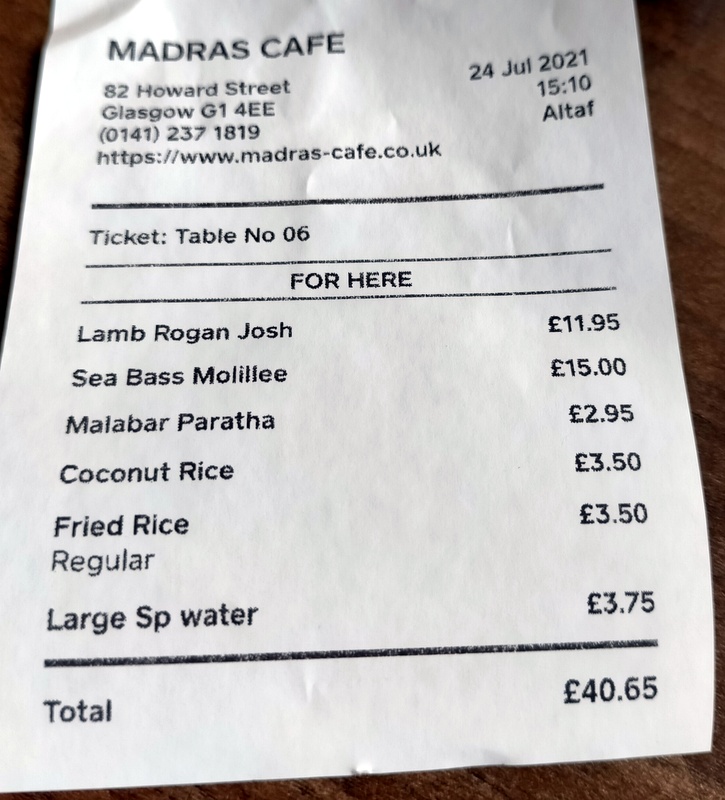 MADRAS CAFE
82 Howard Street
Glasgow G1 4EE
(0141) 237 1819
https://www.madras-cafe.co.uk
24 Jul 2021
15:10
Altaf
Ticket: Table No 06
FOR HERE
Lamb Rogan Josh £11.95
Sea Bass Molillee £15.00
Malabar Paratha £2.95
Coconut Rice £3.50
Fried Rice £3.50
Regular
Large Sp water £3.75
Total £40.65